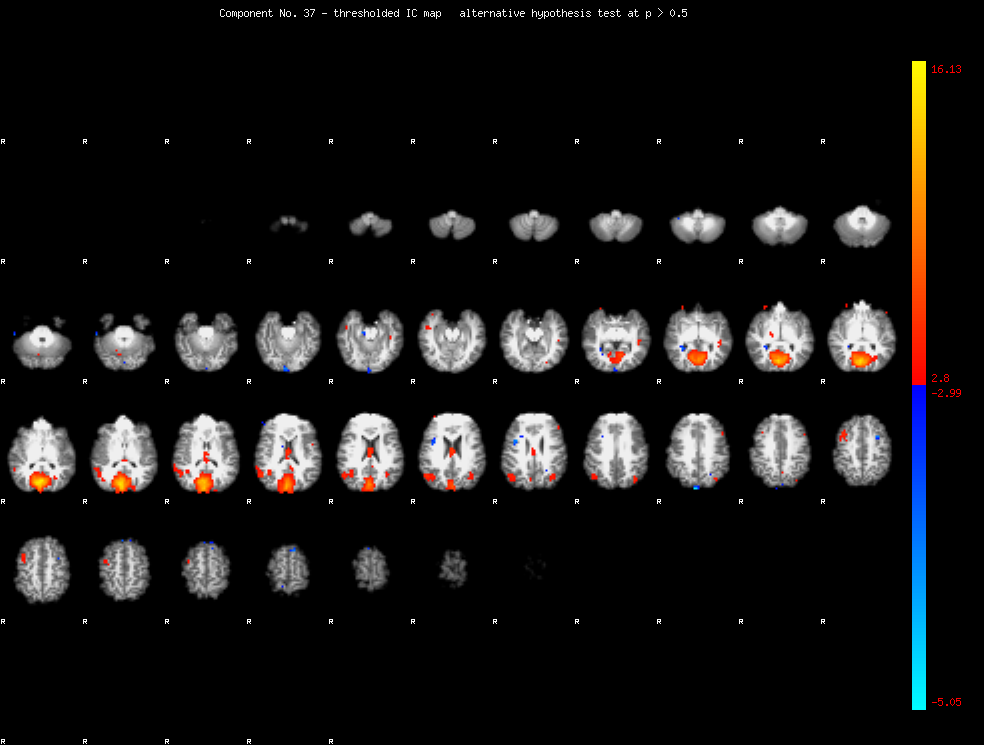 Component No. 37 - thresholded IC map   alternative hypothesis test at p > 0.5
16.13
R R R R R R R R R R R
R R R R R R R R R R R
2.8
R R R R R R R R R R R
-2.99
R R R R R R R R R R R
R R R R R R R R R R R
-5.05
R R R R R